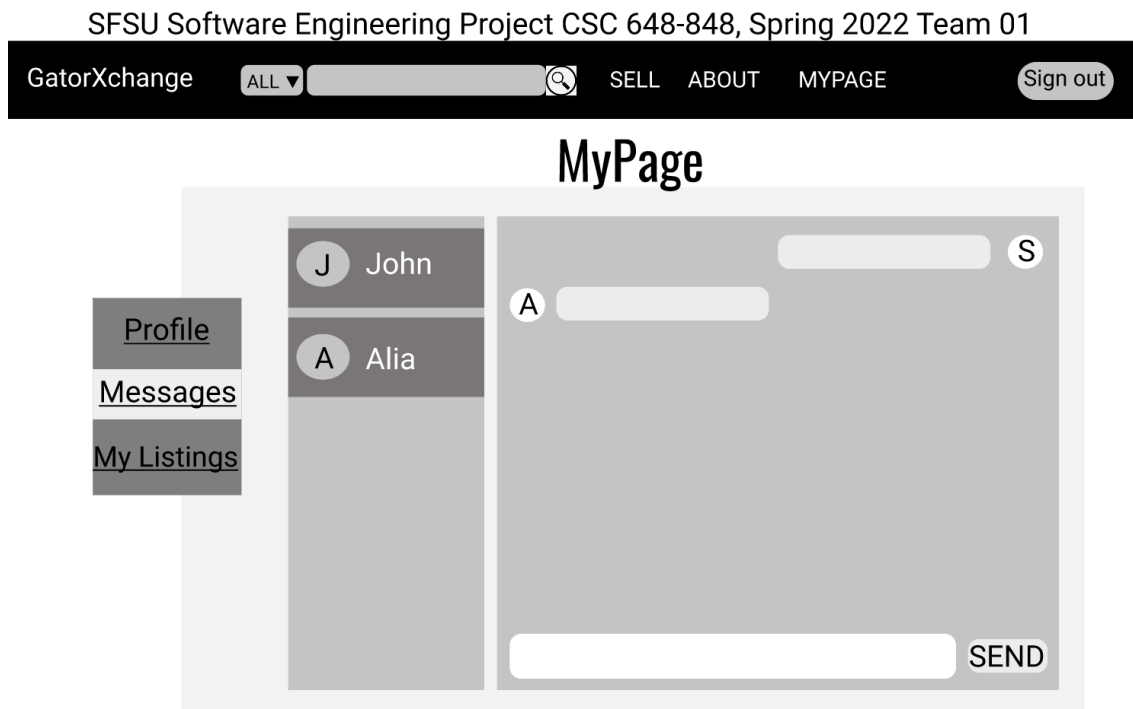 SFSU Software Engineering Project CSC 648-848, Spring 2022 Team 01
GatorXchange ALL ▼ SELL ABOUT MYPAGE Sign out
MyPage
Profile
Messages
My Listings
J John
A Alia
S
A
SEND